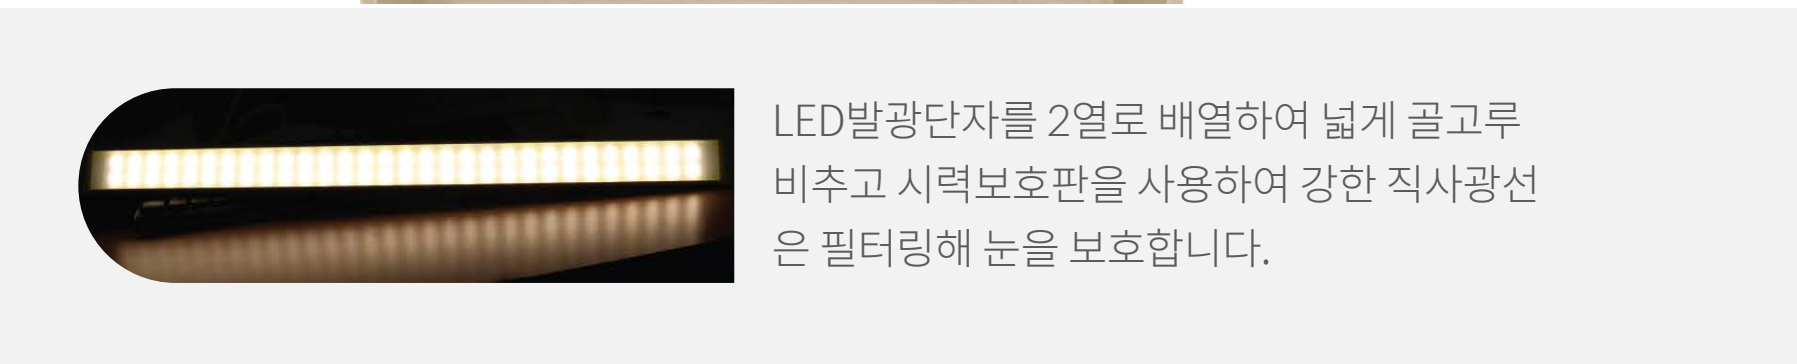 LED발광단자를 2열로 배열하여 넓게 골고루
비추고 시력보호판을 사용하여 강한 직사광선
은 필터링해 눈을 보호합니다.